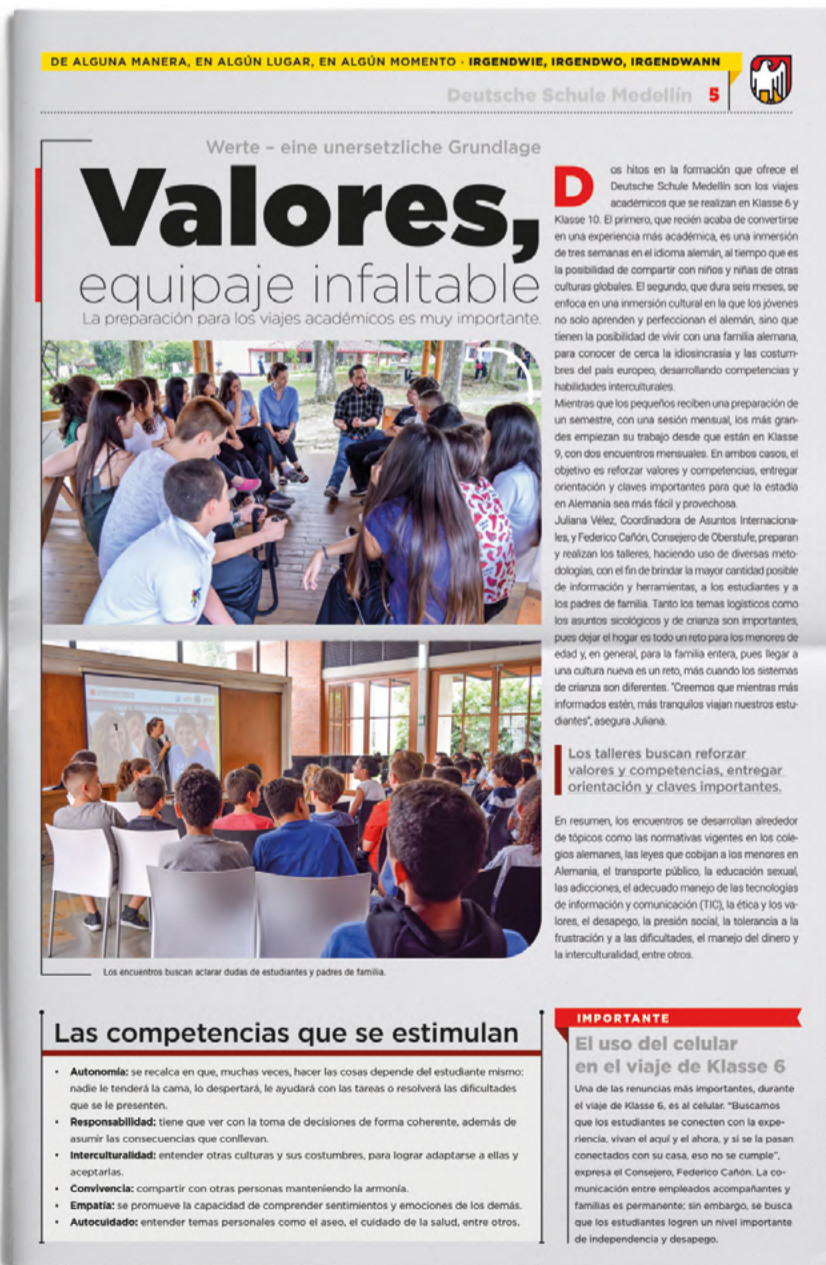 DE ALGUNA MANERA, EN ALGÚN LUGAR, EN ALGÚN MOMENTO · IRGENDWIE, IRGENDWO, IRGENDWANN
Deutsche Schule Medellín 5
Werte – eine unersetzliche Grundlage
Valores,
equipaje infaltable
La preparación para los viajes académicos es muy importante.
Los encuentros buscan aclarar dudas de estudiantes y padres de familia.
Dos hitos en la formación que ofrece el
Deutsche Schule Medellín son los viajes
académicos que se realizan en Klasse 6 y
Klasse 10. El primero, que recién acaba de convertirse
en una experiencia más académica, es una inmersión
de tres semanas en el idioma alemán, al tiempo que es
la posibilidad de compartir con niños y niñas de otras
culturas globales. El segundo, que dura seis meses, se
enfoca en una inmersión cultural en la que los jóvenes
no solo aprenden y perfeccionan el alemán, sino que
tienen la posibilidad de vivir con una familia alemana,
para conocer de cerca la idiosincrasia y las costum-
bres del país europeo, desarrollando competencias y
habilidades interculturales.
Mientras que los pequeños reciben una preparación de
un semestre, con una sesión mensual, los más gran-
des empiezan su trabajo desde que están en Klasse
9, con dos encuentros mensuales. En ambos casos, el
objetivo es reforzar valores y competencias, entregar
orientación y claves importantes para que la estadía
en Alemania sea más fácil y provechosa.
Juliana Vélez, Coordinadora de Asuntos Internaciona-
les, y Federico Cañón, Consejero de Oberstufe, preparan
y realizan los talleres, haciendo uso de diversas meto-
dologías, con el fin de brindar la mayor cantidad posible
de información y herramientas, a los estudiantes y a
los padres de familia. Tanto los temas logísticos como
los asuntos sicológicos y de crianza son importantes,
pues dejar el hogar es todo un reto para los menores de
edad y, en general, para la familia entera, pues llegar a
una cultura nueva es un reto, más cuando los sistemas
de crianza son diferentes. "Creemos que mientras más
informados estén, más tranquilos viajan nuestros estu-
diantes", asegura Juliana.
Los talleres buscan reforzar
valores y competencias, entregar
orientación y claves importantes.
En resumen, los encuentros se desarrollan alrededor
de tópicos como las normativas vigentes en los cole-
gios alemanes, las leyes que cobijan a los menores en
Alemania, el transporte público, la educación sexual,
las adicciones, el adecuado manejo de las tecnologías
de información y comunicación (TIC), la ética y los va-
lores, el desapego, la presión social, la tolerancia a la
frustración y a las dificultades, el manejo del dinero y
la interculturalidad, entre otros.
Las competencias que se estimulan
• Autonomía: se recalca en que, muchas veces, hacer las cosas depende del estudiante mismo:
nadie le tenderá la cama, lo despertará, le ayudará con las tareas o resolverá las dificultades
que se le presenten.
• Responsabilidad: tiene que ver con la toma de decisiones de forma coherente, además de
asumir las consecuencias que conllevan.
• Interculturalidad: entender otras culturas y sus costumbres, para lograr adaptarse a ellas y
aceptarlas.
• Convivencia: compartir con otras personas manteniendo la armonía.
• Empatía: se promueve la capacidad de comprender sentimientos y emociones de los demás.
• Autocuidado: entender temas personales como el aseo, el cuidado de la salud, entre otros.
IMPORTANTE
El uso del celular
en el viaje de Klasse 6
Una de las renuncias más importantes, durante
el viaje de Klasse 6, es al celular. "Buscamos
que los estudiantes se conecten con la expe-
riencia, vivan el aquí y el ahora, y si se la pasan
conectados con su casa, eso no se cumple",
expresa el Consejero, Federico Cañón. La co-
municación entre empleados acompañantes y
familias es permanente; sin embargo, se busca
que los estudiantes logren un nivel importante
de independencia y desapego.